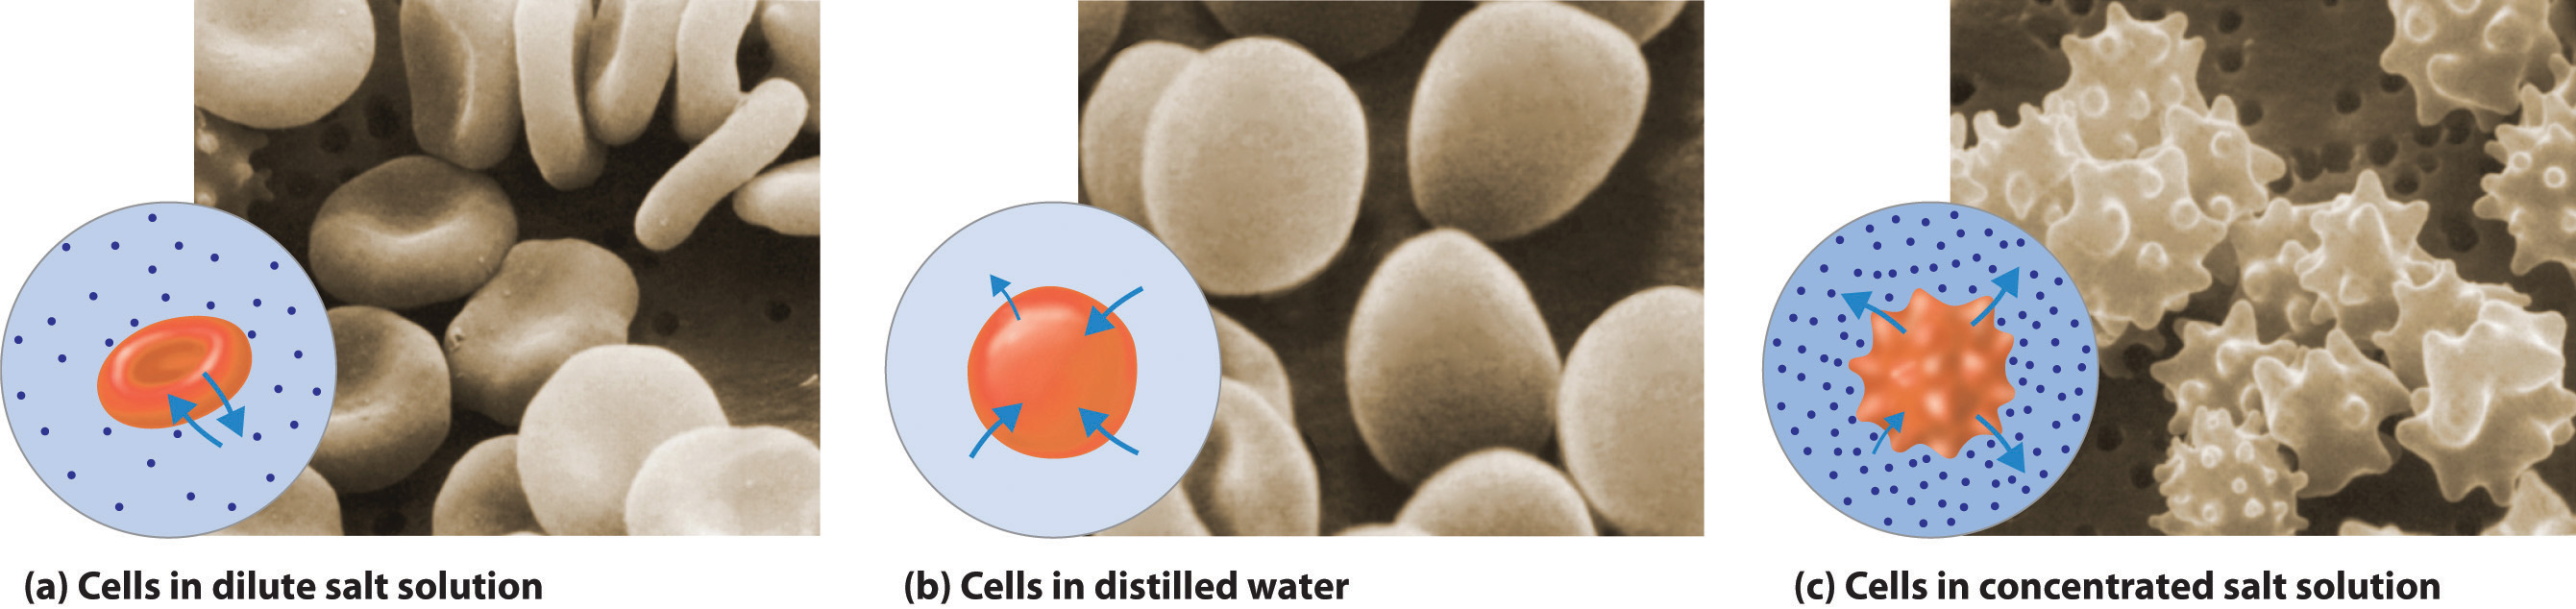 (a) Cells in dilute salt solution
(b) Cells in distilled water
(c) Cells in concentrated salt solution